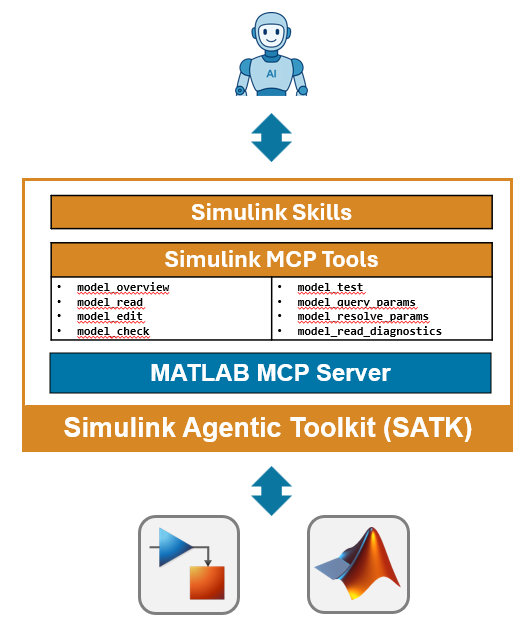 AI
Simulink Skills
Simulink MCP Tools
• model_overview
• model_read
• model_edit
• model_check
• model_test
• model_query_params
• model_resolve_params
• model_read_diagnostics
MATLAB MCP Server
Simulink Agentic Toolkit (SATK)